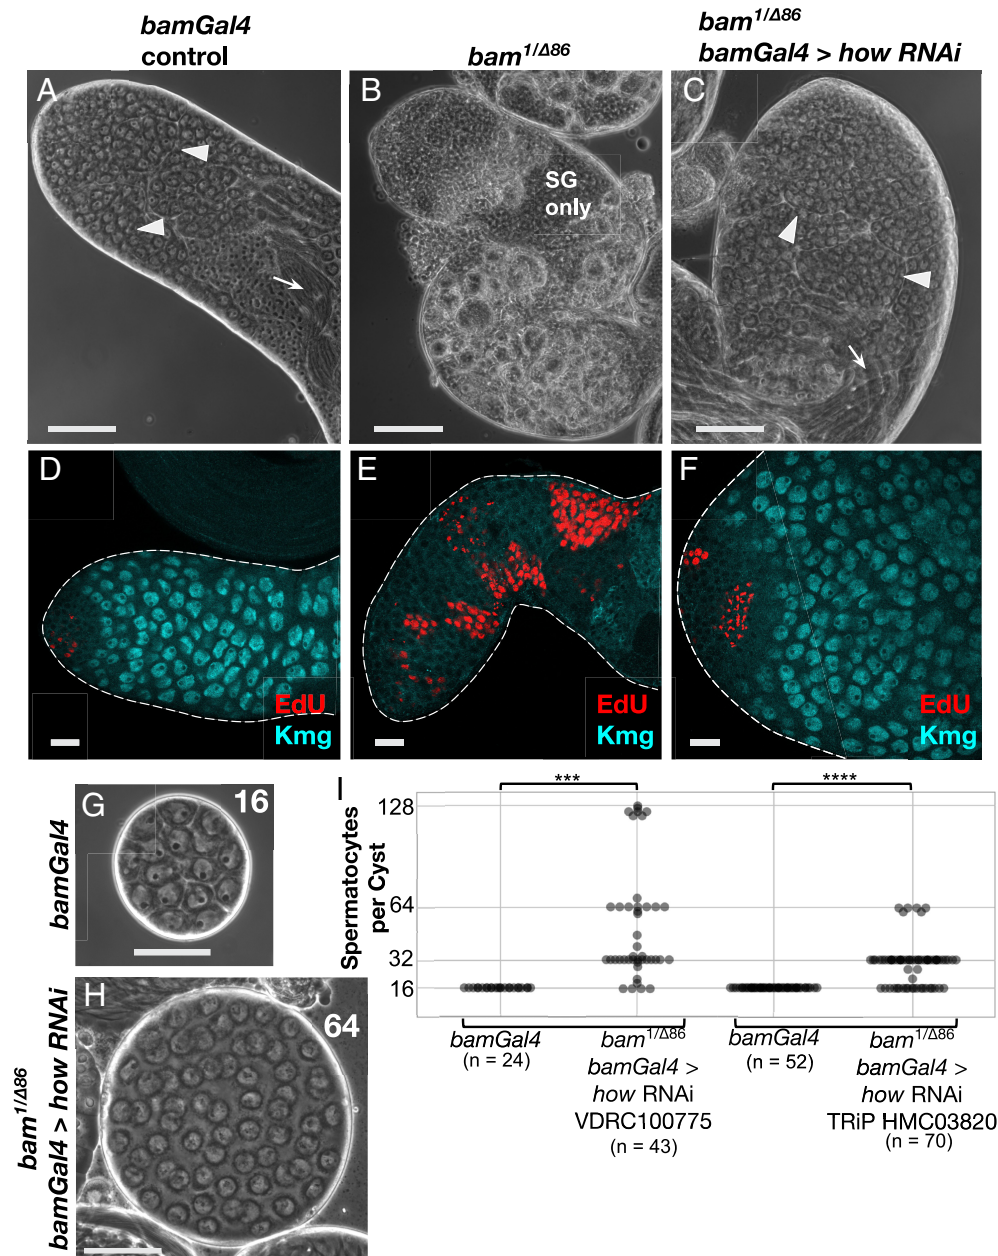 bamGal4
control
bam1/Δ86
bam1/Δ86
bamGal4 > how RNAi
A
B
SG
only
C
D
EdU
Kmg
E
EdU
Kmg
F
EdU
Kmg
bamGal4
G
16
bam1/Δ86
bamGal4 > how RNAi
H
64
I
***
****
Spermatocytes
per Cyst
128
64
32
16
bamGal4
(n = 24)
bam1/Δ86
bamGal4 >
how RNAi
VDRC100775
(n = 43)
bamGal4
(n = 52)
bam1/Δ86
bamGal4 >
how RNAi
TRiP HMC03820
(n = 70)